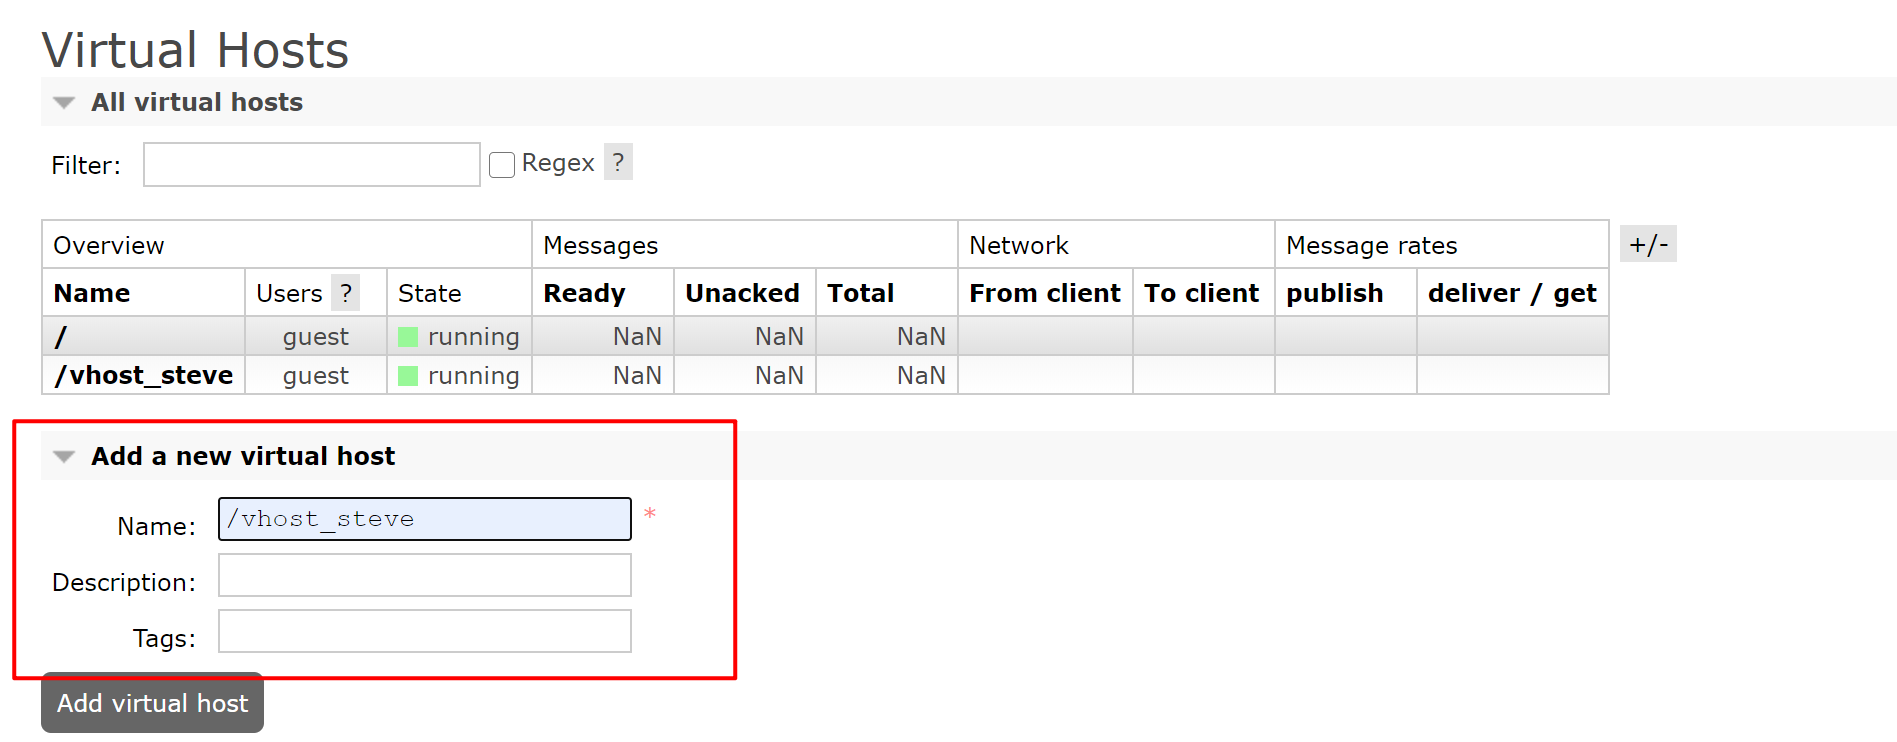 Virtual Hosts
All virtual hosts
Filter: Regex ?
Overview Messages Network Message rates +/-
Name Users ? State Ready Unacked Total From client To client publish deliver / get
/ guest running NaN NaN NaN
/vhost_steve guest running NaN NaN NaN
Add a new virtual host
Name: /vhost_steve *
Description:
Tags:
Add virtual host